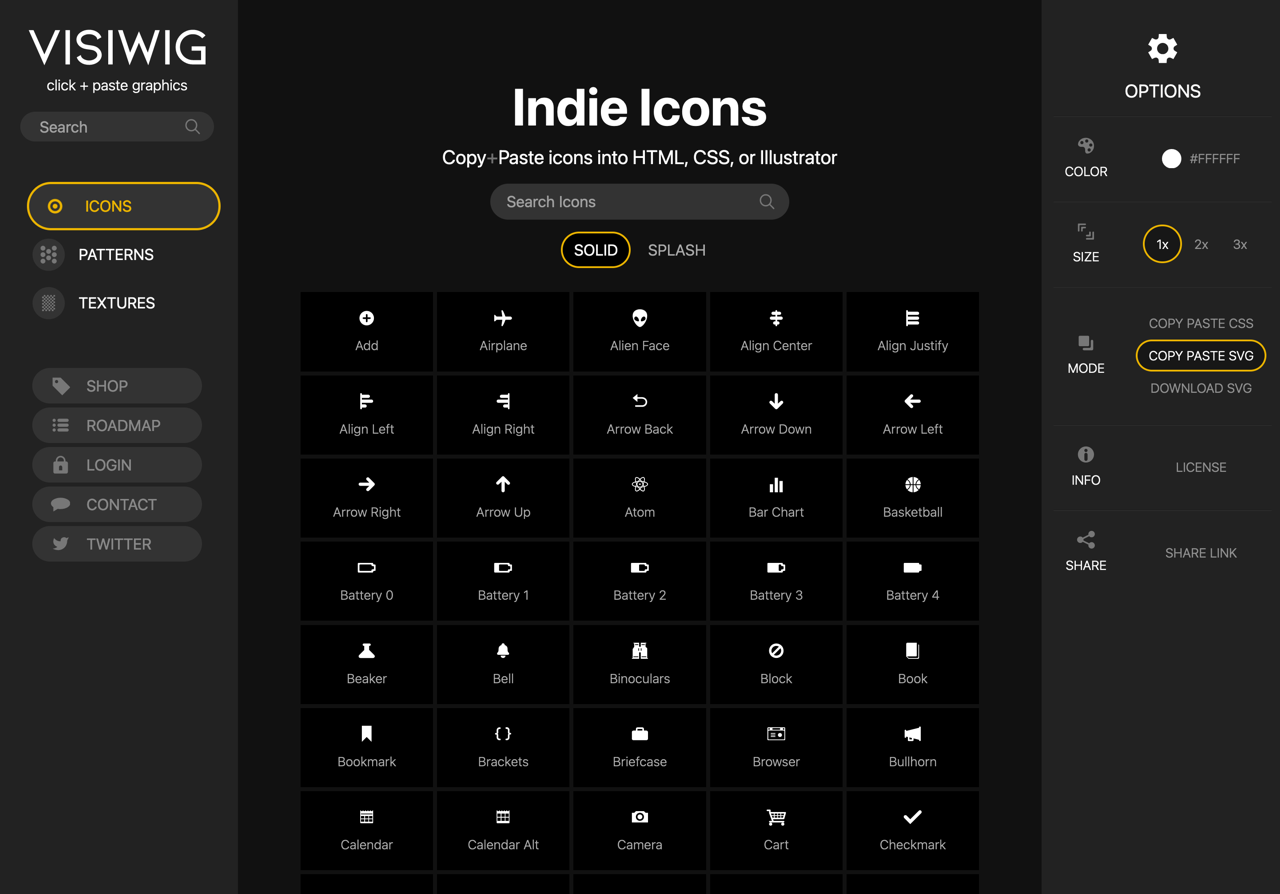 VISIWIG
click + paste graphics
Search
ICONS
PATTERNS
TEXTURES
SHOP
ROADMAP
LOGIN
CONTACT
TWITTER
Indie Icons
Copy+Paste icons into HTML, CSS, or Illustrator
Search Icons
SOLID SPLASH
Add Airplane Alien Face Align Center Align Justify
Align Left Align Right Arrow Back Arrow Down Arrow Left
Arrow Right Arrow Up Atom Bar Chart Basketball
Battery 0 Battery 1 Battery 2 Battery 3 Battery 4
Beaker Bell Binoculars Block Book
Bookmark Brackets Briefcase Browser Bullhorn
Calendar Calendar Alt Camera Cart Checkmark
OPTIONS
COLOR #FFFFFF
SIZE 1x 2x 3x
MODE
COPY PASTE CSS
COPY PASTE SVG
DOWNLOAD SVG
INFO LICENSE
SHARE SHARE LINK